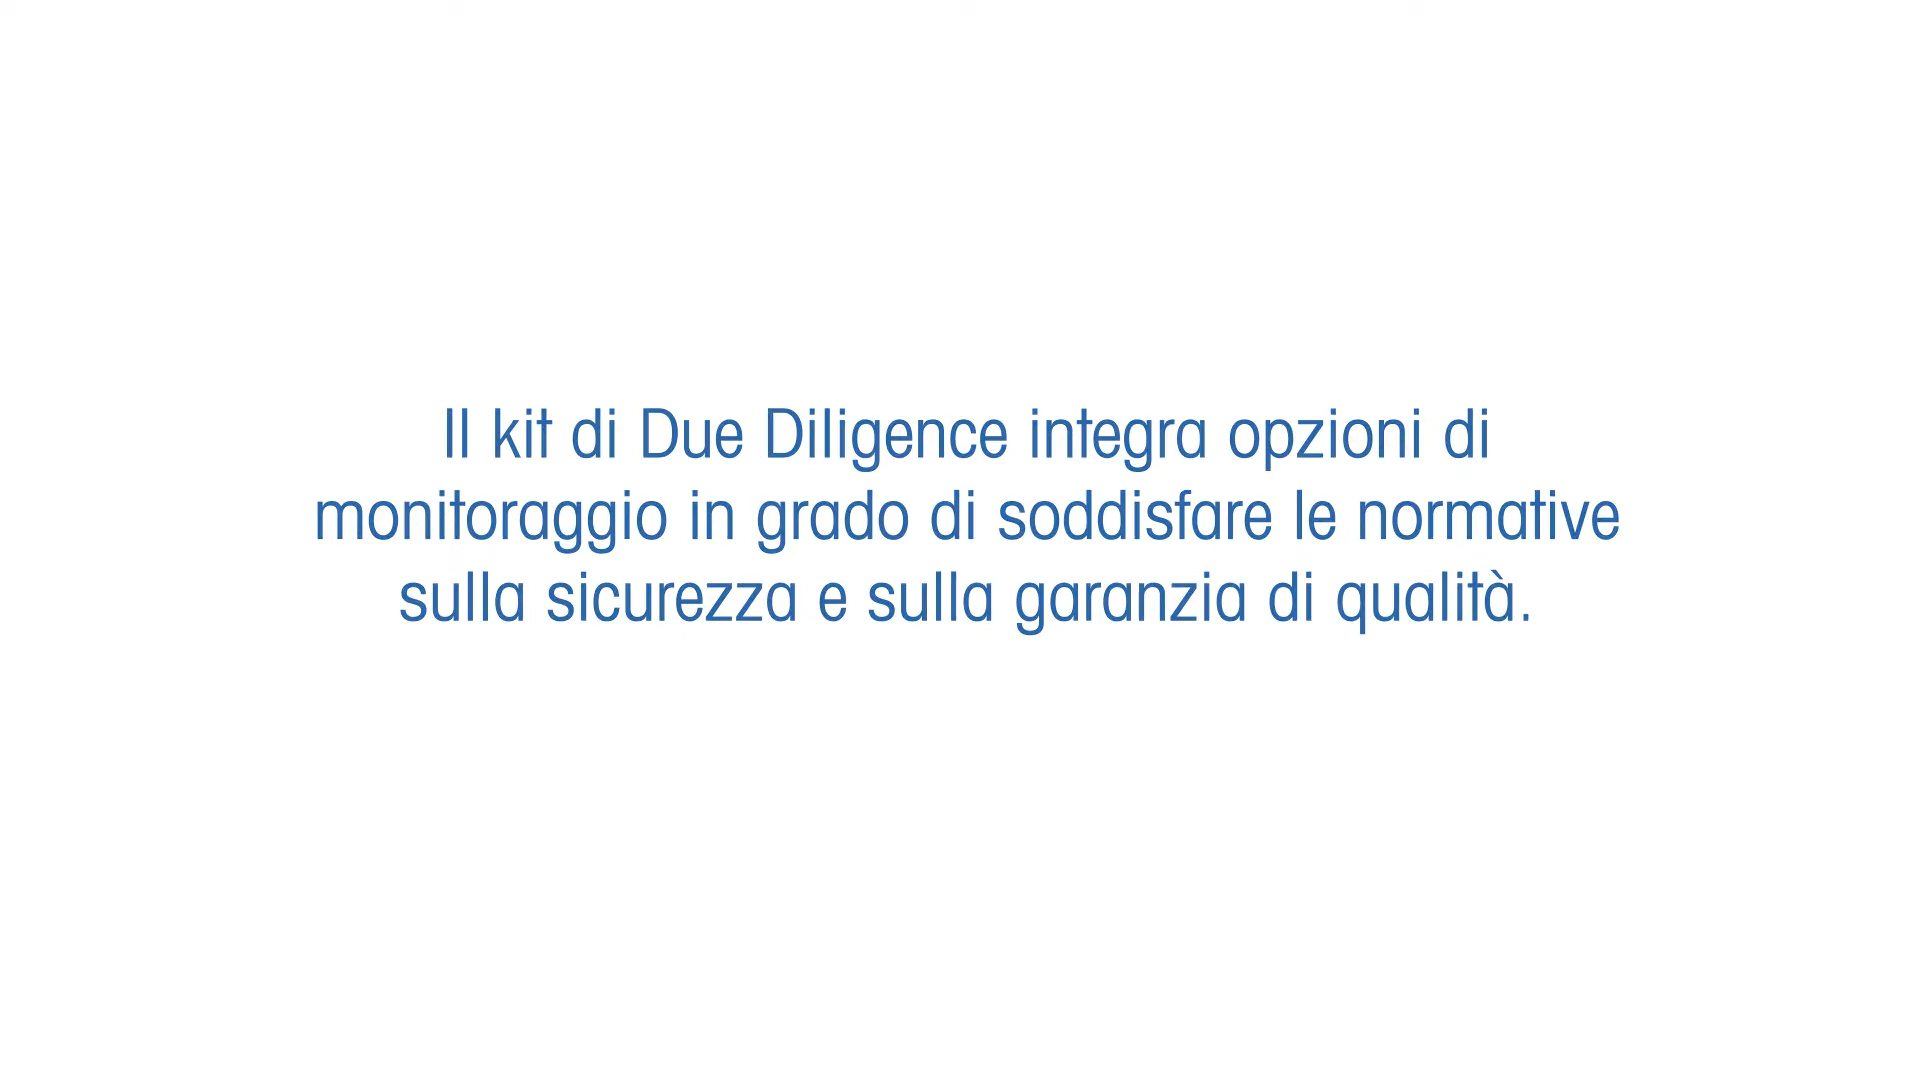 Il kit di Due Diligence integra opzioni di
monitoraggio in grado di soddisfare le normative
sulla sicurezza e sulla garanzia di qualità.